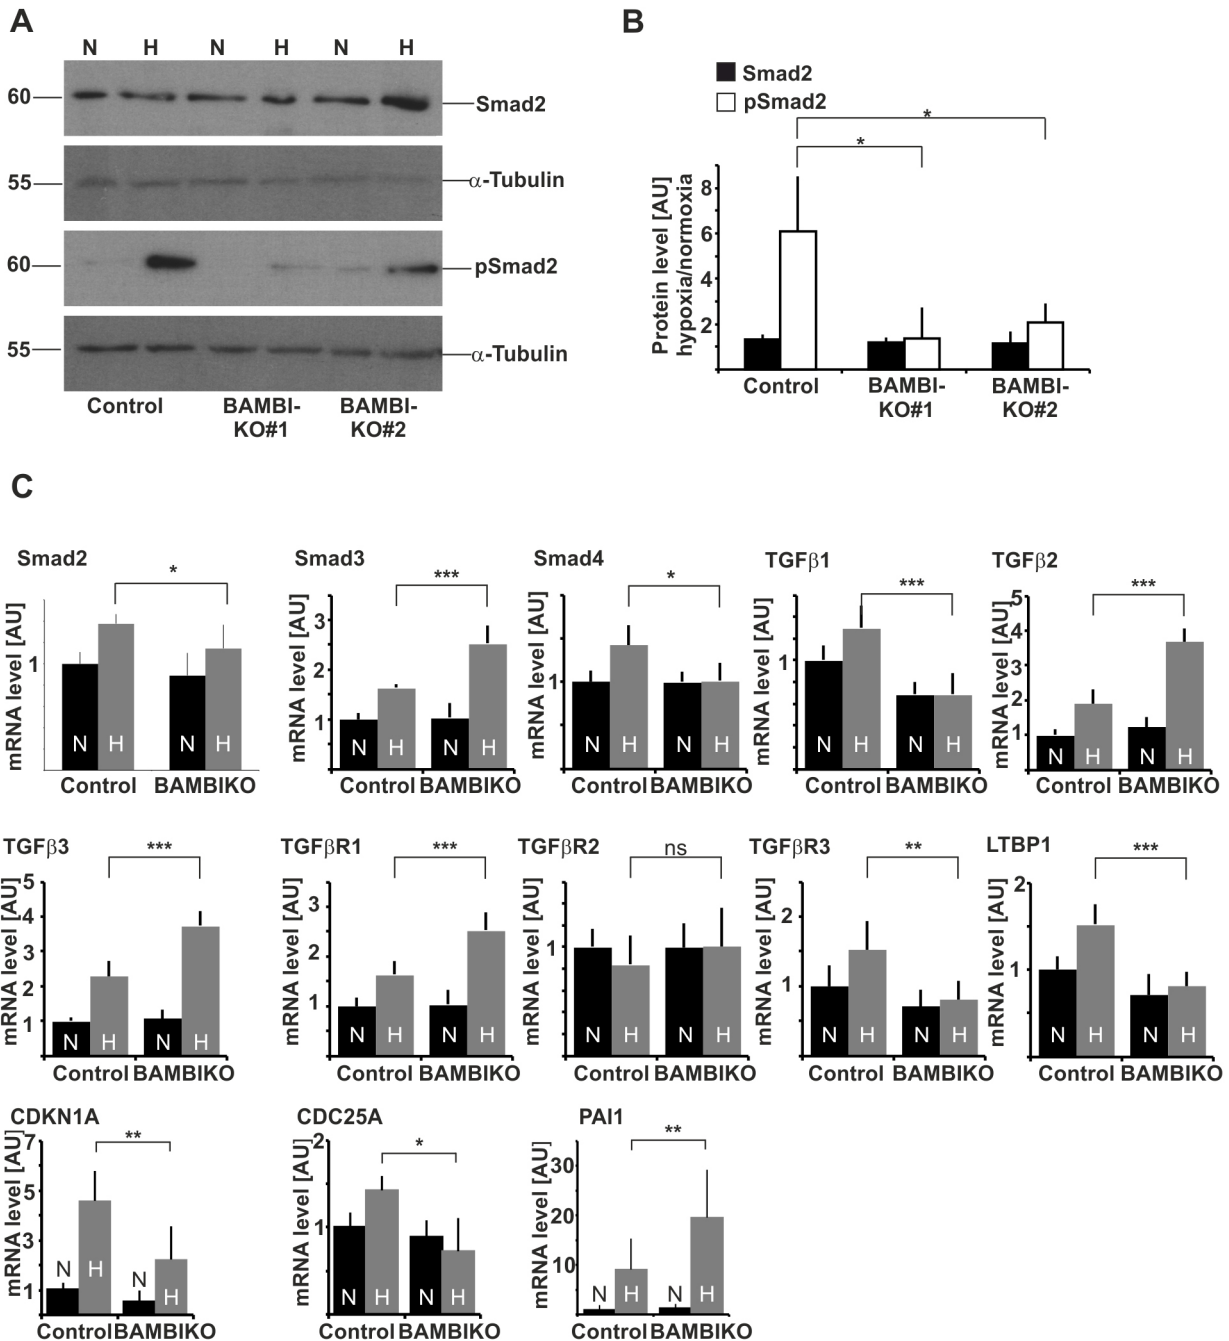 A
N H N H N H
60 Smad2
55 α-Tubulin
60 pSmad2
55 α-Tubulin
Control BAMBI-KO#1 BAMBI-KO#2
B
Smad2
pSmad2
*
*
Protein level [AU]
hypoxia/normoxia
8
6
4
2
Control BAMBI-KO#1 BAMBI-KO#2
C
Smad2
*
mRNA level [AU]
1
N H N H
Control BAMBIKO
Smad3
***
mRNA level [AU]
3
2
1
N H N H
Control BAMBIKO
Smad4
*
mRNA level [AU]
1
N H N H
Control BAMBIKO
TGFβ1
***
mRNA level [AU]
1
N H N H
Control BAMBIKO
TGFβ2
***
mRNA level [AU]
5
4
3
2
1
N H N H
Control BAMBIKO
TGFβ3
***
mRNA level [AU]
5
4
3
2
1
N H N H
Control BAMBIKO
TGFβR1
***
mRNA level [AU]
3
2
1
N H N H
Control BAMBIKO
TGFβR2
ns
mRNA level [AU]
1
N H N H
Control BAMBIKO
TGFβR3
**
mRNA level [AU]
2
1
N H N H
Control BAMBIKO
LTBP1
***
mRNA level [AU]
2
1
N H N H
Control BAMBIKO
CDKN1A
**
mRNA level [AU]
7
5
3
1
N H N H
Control BAMBIKO
CDC25A
*
mRNA level [AU]
2
1
N H N H
Control BAMBIKO
PAI1
**
mRNA level [AU]
30
20
10
N H N H
Control BAMBIKO